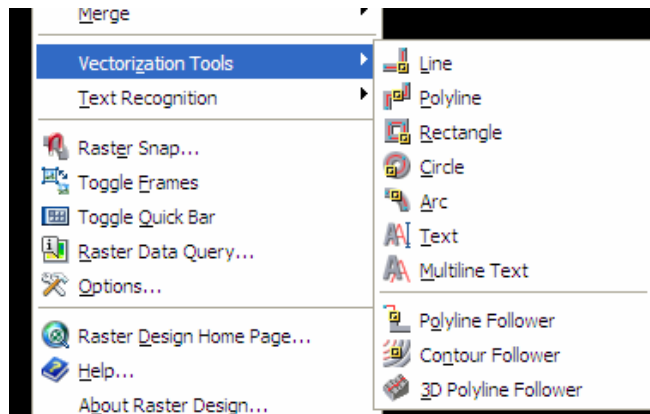 Merge
Vectorization Tools
Text Recognition
Raster Snap...
Toggle Frames
Toggle Quick Bar
Raster Data Query...
Options...
Raster Design Home Page...
Help...
About Raster Design...
Line
Polyline
Rectangle
Circle
Arc
Text
Multiline Text
Polyline Follower
Contour Follower
3D Polyline Follower